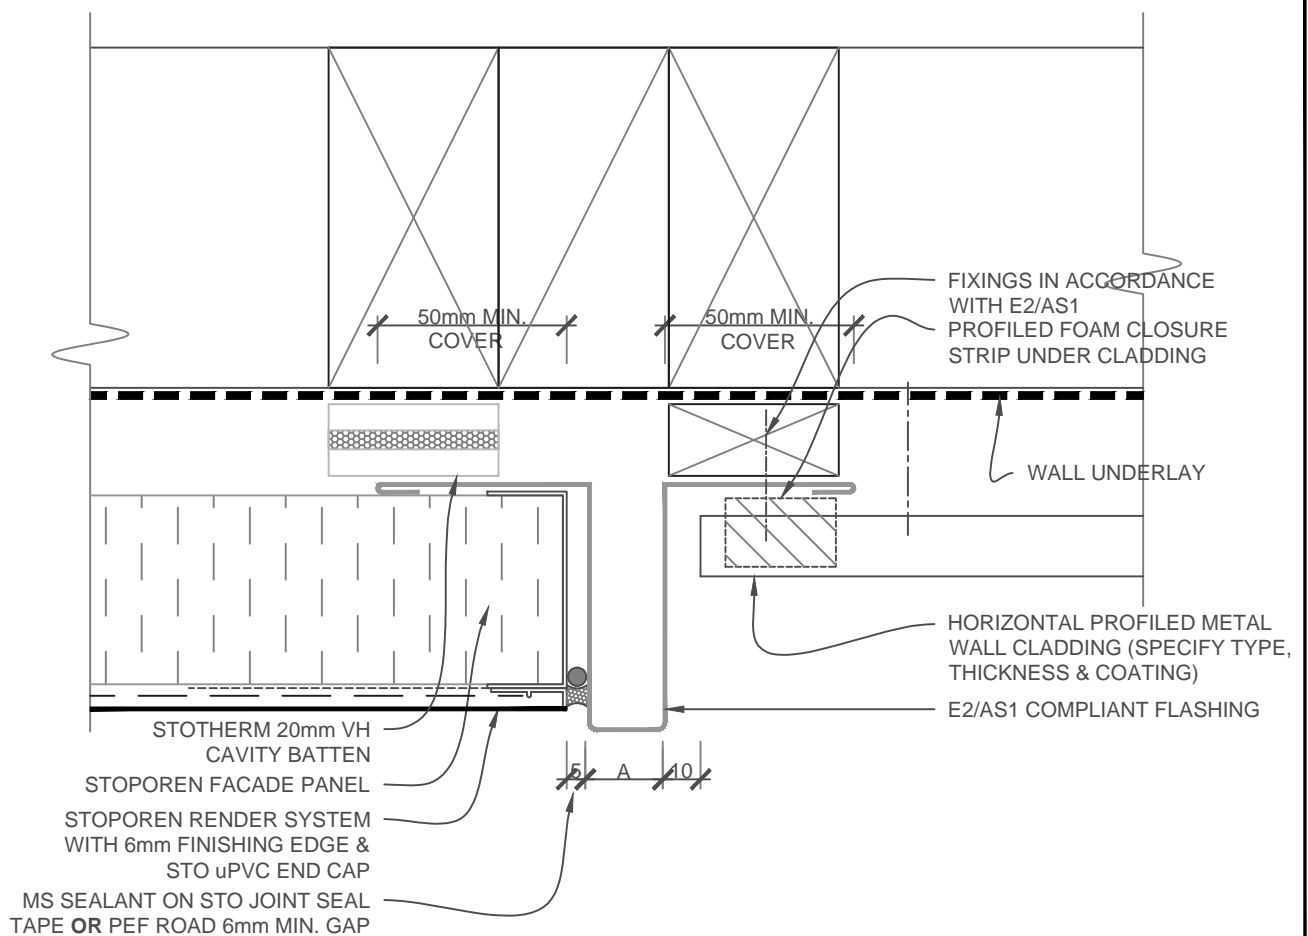 FIXINGS IN ACCORDANCE
WITH E2/AS1
PROFILED FOAM CLOSURE
STRIP UNDER CLADDING
50mm MIN.
COVER
50mm MIN.
COVER
WALL UNDERLAY
HORIZONTAL PROFILED METAL
WALL CLADDING (SPECIFY TYPE,
THICKNESS & COATING)
E2/AS1 COMPLIANT FLASHING
STOTHERM 20mm VH
CAVITY BATTEN
STOPOREN FACADE PANEL
STOPOREN RENDER SYSTEM
WITH 6mm FINISHING EDGE &
STO uPVC END CAP
MS SEALANT ON STO JOINT SEAL
TAPE OR PEF ROAD 6mm MIN. GAP
5 A 10